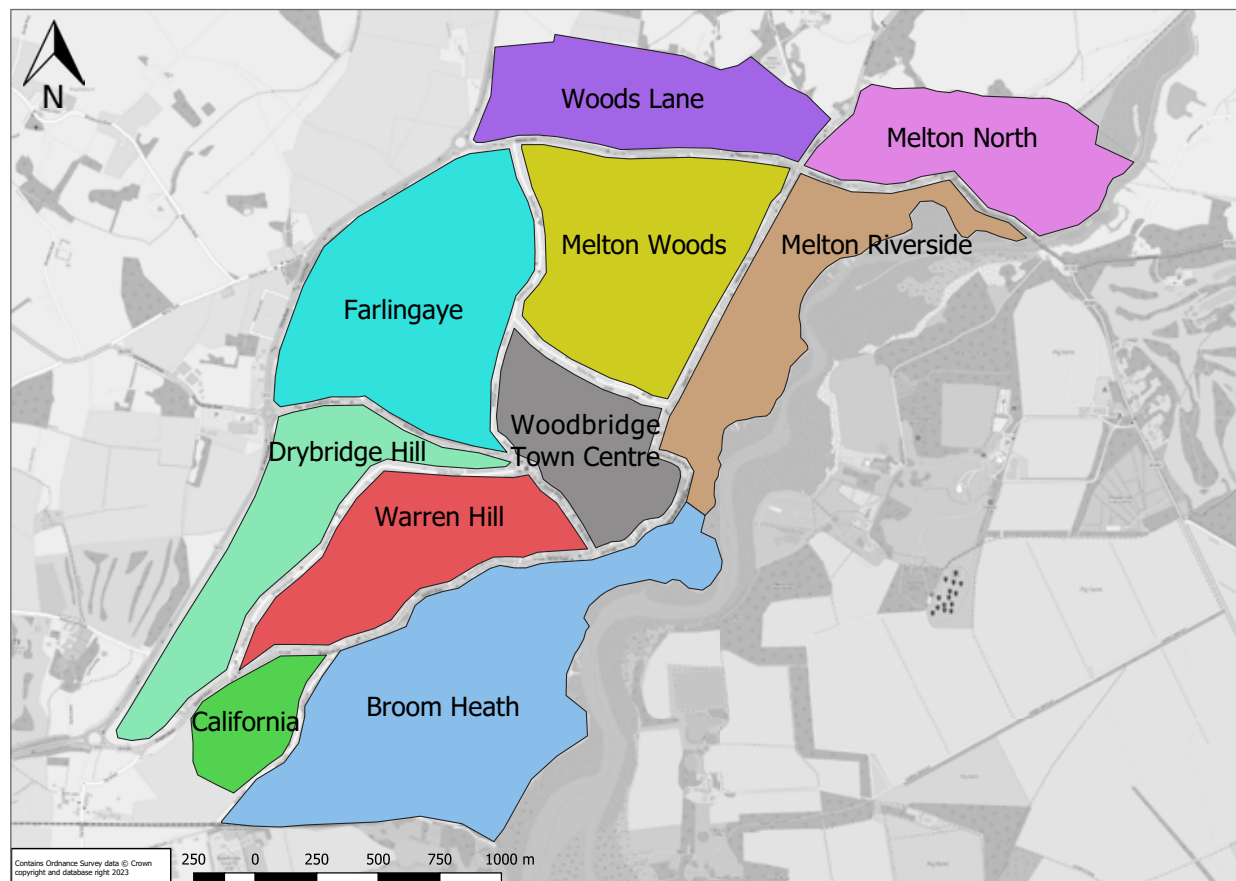 N
Woods Lane
Melton North
Melton Woods
Melton Riverside
Farlingaye
Woodbridge
Town Centre
Drybridge Hill
Warren Hill
California
Broom Heath
Contains Ordnance Survey data © Crown
copyright and database right 2023
250 0 250 500 750 1000 m